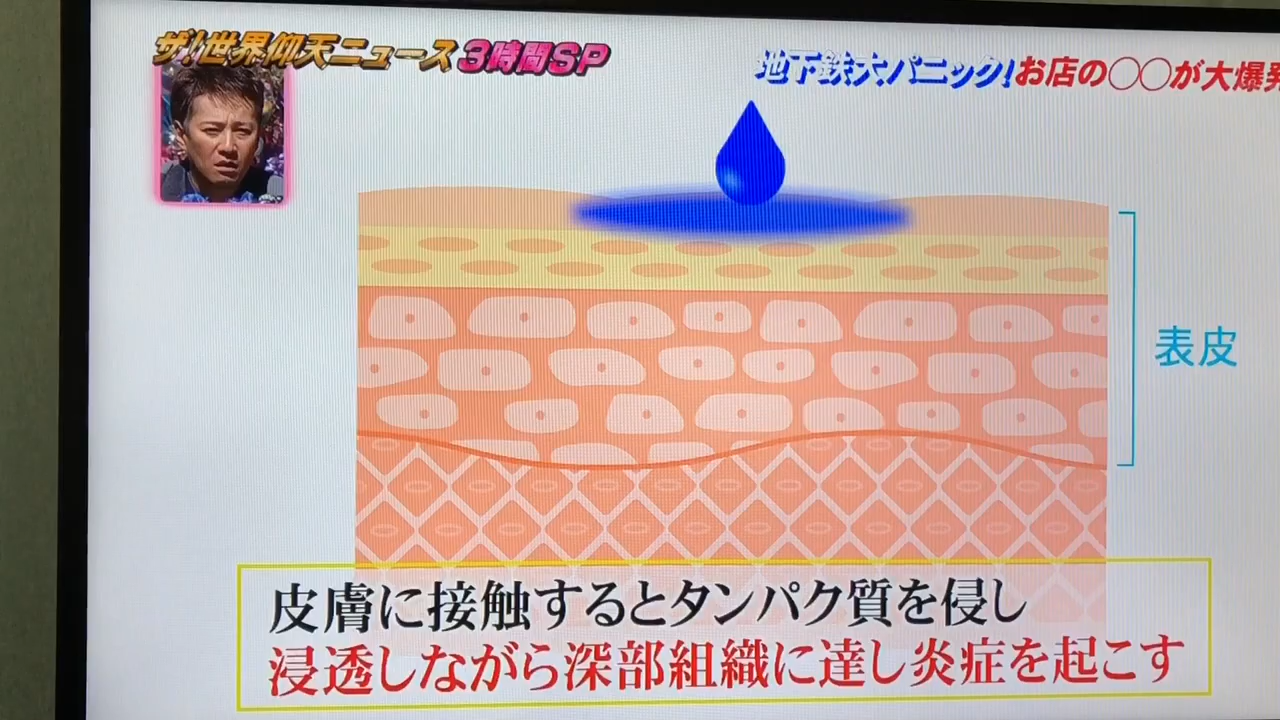 ザ!世界仰天ニュース3時間SP
地下鉄大パニック!お店の○○が大爆発
表皮
皮膚に接触するとタンパク質を侵し
浸透しながら深部組織に達し炎症を起こす